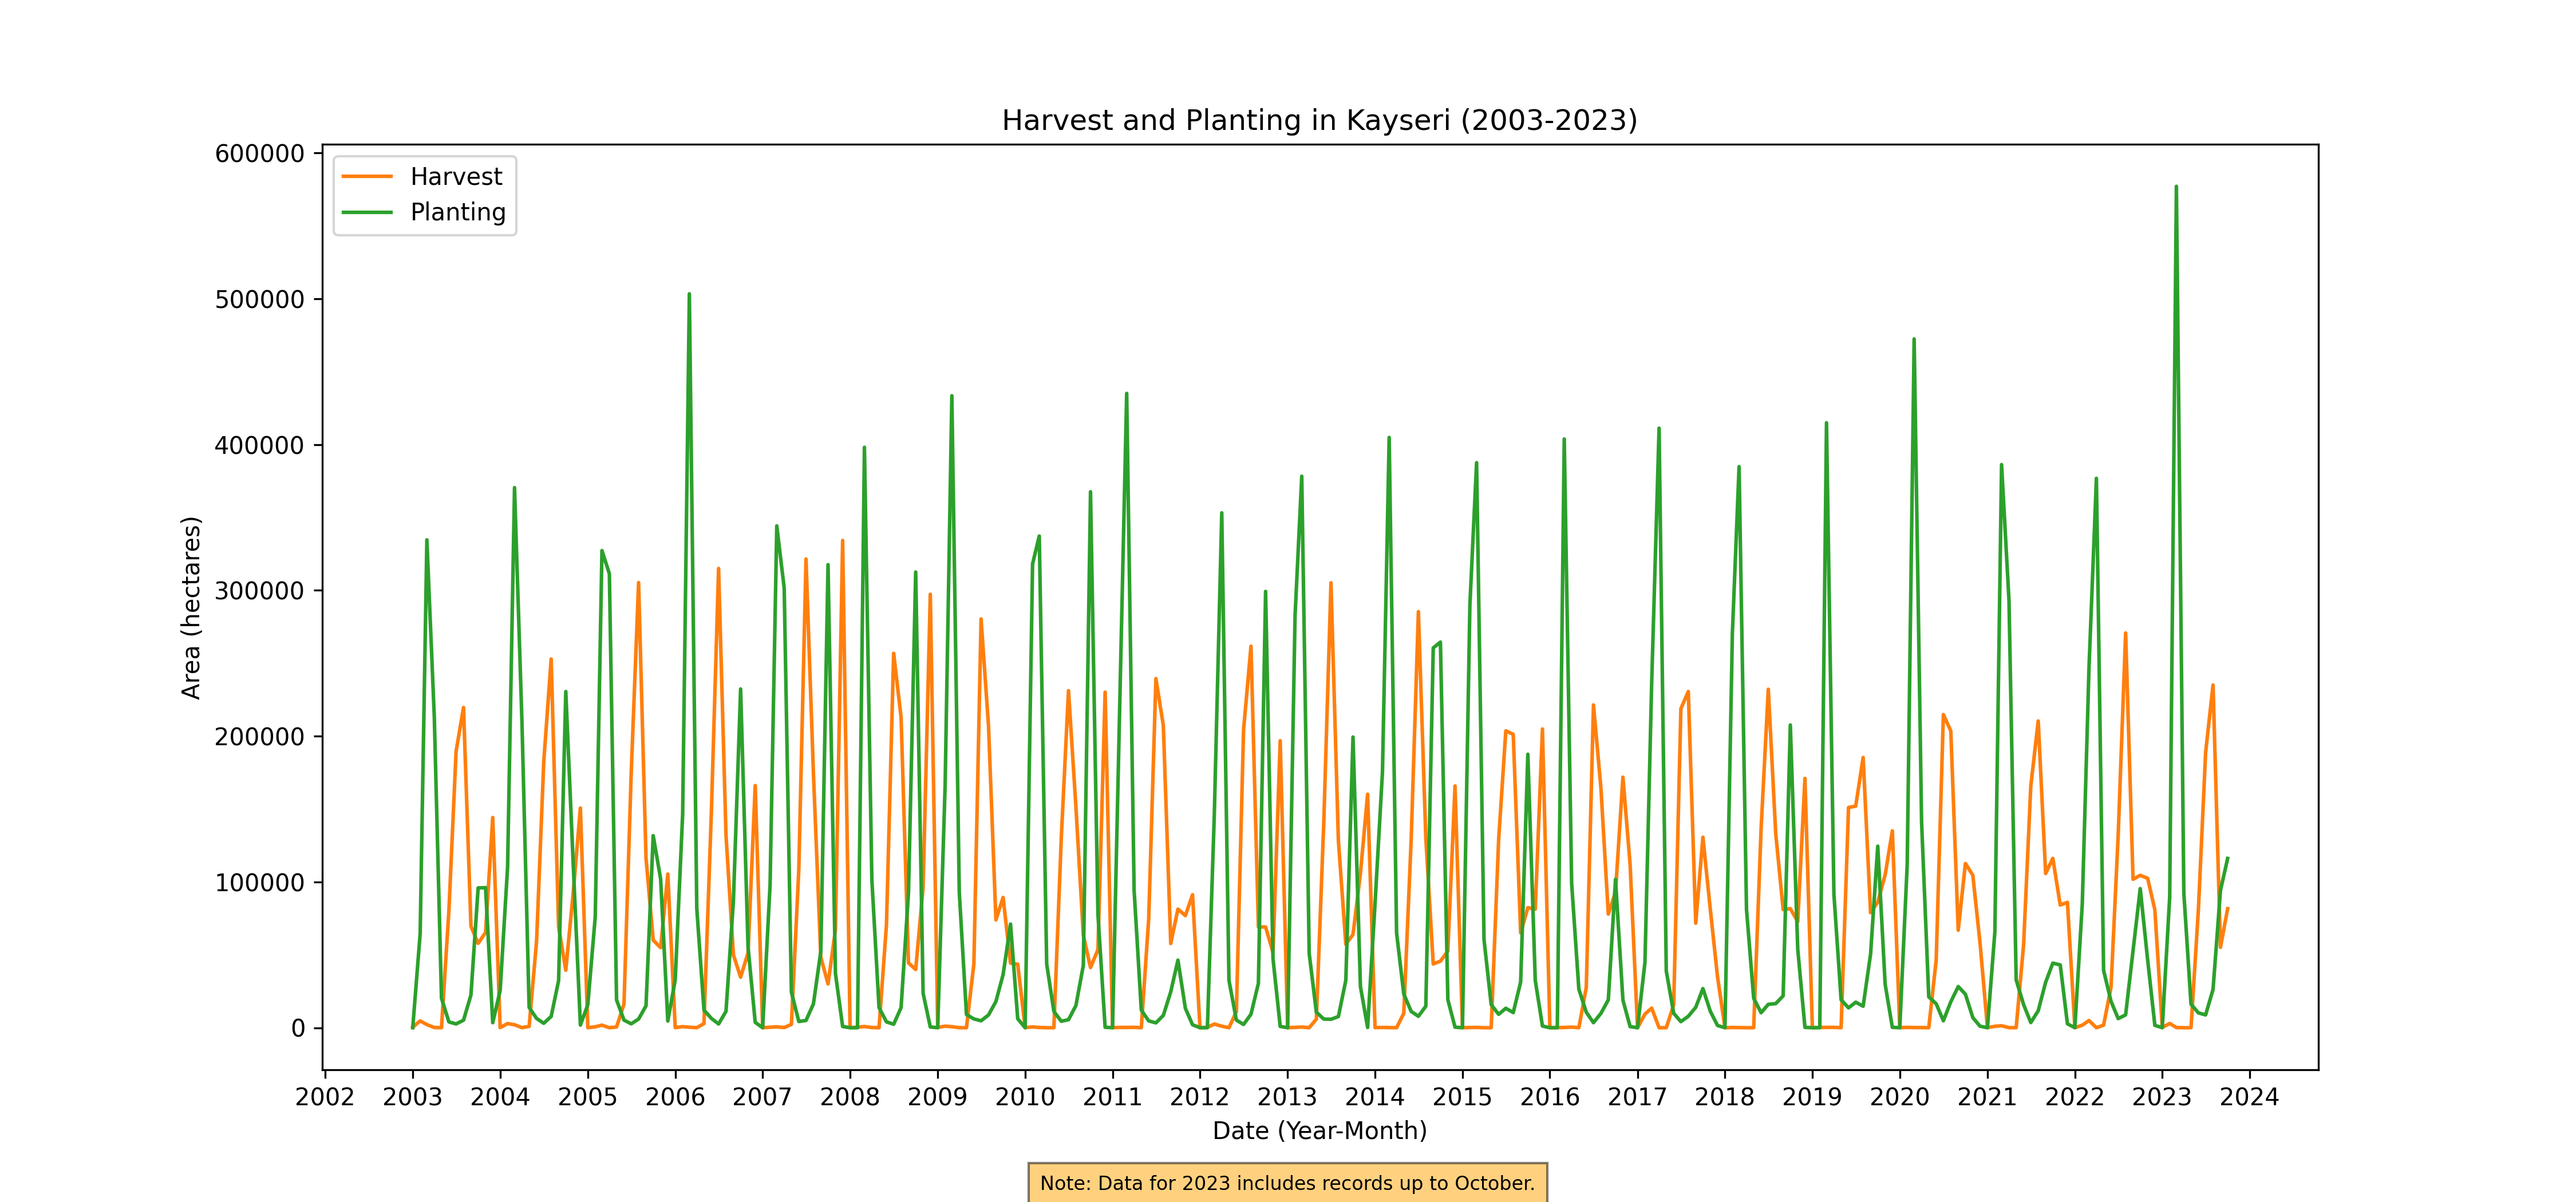 Harvest and Planting in Kayseri (2003-2023)
600000
Harvest
Planting
500000
400000
300000
200000
100000
0
Area (hectares)
2002 2003 2004 2005 2006 2007 2008 2009 2010 2011 2012 2013 2014 2015 2016 2017 2018 2019 2020 2021 2022 2023 2024
Date (Year-Month)
Note: Data for 2023 includes records up to October.